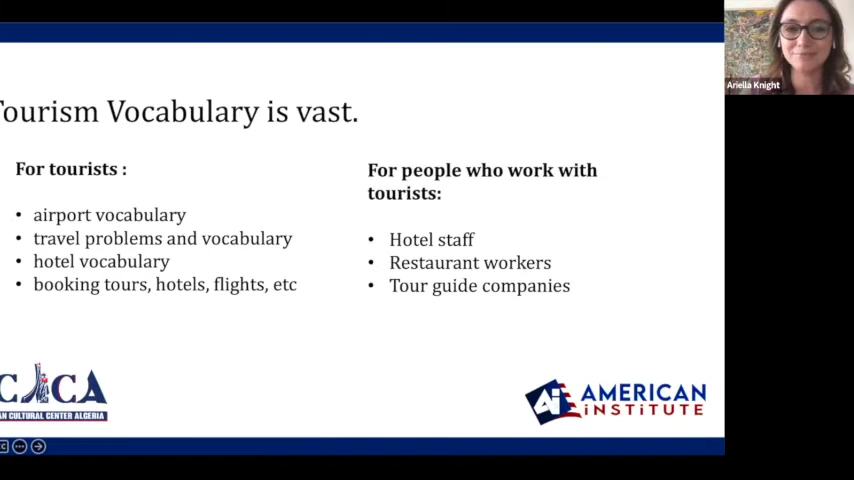 Ariella Knight
Tourism Vocabulary is vast.
For tourists :
• airport vocabulary
• travel problems and vocabulary
• hotel vocabulary
• booking tours, hotels, flights, etc
For people who work with
tourists:
• Hotel staff
• Restaurant workers
• Tour guide companies
CULTURAL CENTER ALGERIA
Ai AMERICAN
iNSTiTUTE